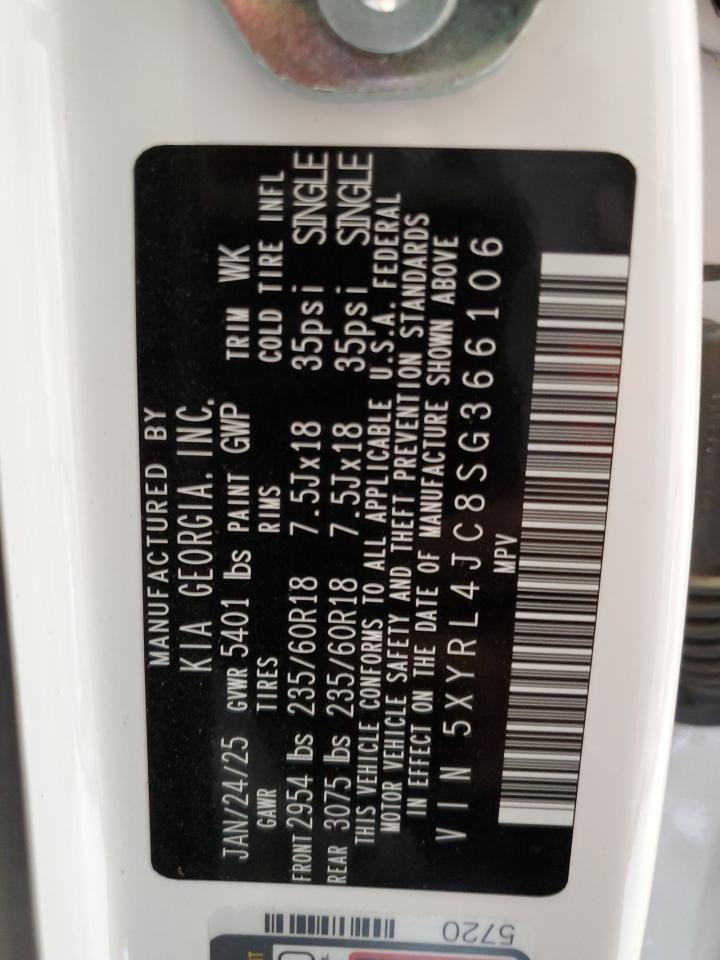 MANUFACTURED BY
KIA GEORGIA, INC.
JAN/24/25 GVWR 5401 lbs PAINT GWP TRIM WK
GAWR TIRES RIMS COLD TIRE INFL
FRONT 2954 lbs 235/60R18 7.5Jx18 35psi SINGLE
REAR 3075 lbs 235/60R18 7.5Jx18 35psi SINGLE
THIS VEHICLE CONFORMS TO ALL APPLICABLE U.S.A. FEDERAL
MOTOR VEHICLE SAFETY AND THEFT PREVENTION STANDARDS
IN EFFECT ON THE DATE OF MANUFACTURE SHOWN ABOVE
VIN 5XYRL4JC8SG366106
MPV
5720